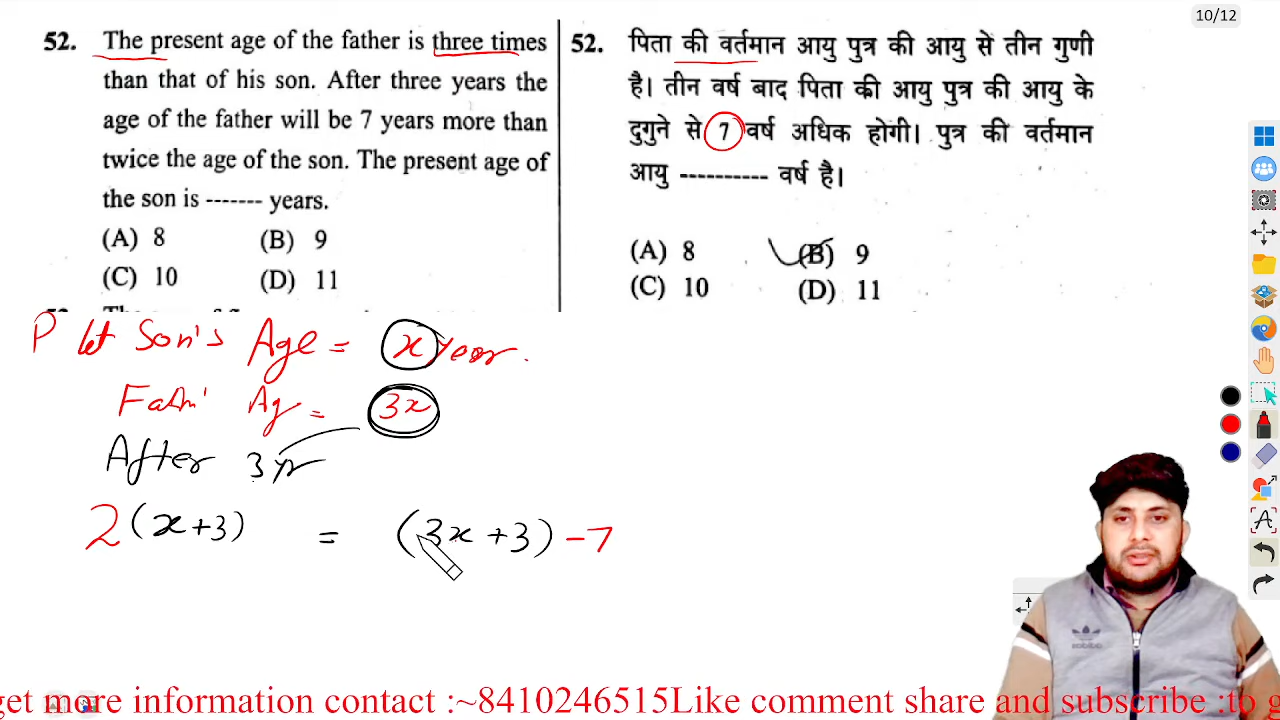 10/12
52. The present age of the father is three times
than that of his son. After three years the
age of the father will be 7 years more than
twice the age of the son. The present age of
the son is ------- years.
(A) 8 (B) 9
(C) 10 (D) 11
52. पिता की वर्तमान आयु पुत्र की आयु से तीन गुणी
है। तीन वर्ष बाद पिता की आयु पुत्र की आयु के
दुगुने से 7 वर्ष अधिक होगी। पुत्र की वर्तमान
आयु ---------- वर्ष है।
(A) 8 (B) 9
(C) 10 (D) 11
P let Son's Age = x year.
Ag = 3x
After 3 yr
2(x+3) = (3x+3) -7
get more information contact :~8410246515Like comment share and subscribe :to g